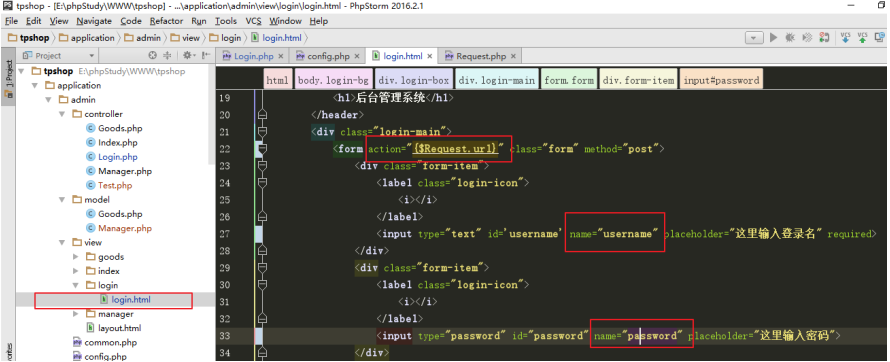 tpshop - [E:\phpStudy\WWW\tpshop] - ...\application\admin\view\login\login.html - PhpStorm 2016.2.1
File Edit View Navigate Code Refactor Run Tools VCS Window Help
tpshop application admin view login login.html
Project
Login.php config.php login.html Request.php
1: Project
tpshop E:\phpStudy\WWW\tpshop
application
admin
controller
Goods.php
Index.php
Login.php
Manager.php
Test.php
model
Goods.php
Manager.php
view
goods
index
login
login.html
manager
layout.html
common.php
config.php
html body.login-bg div.login-box div.login-main form.form div.form-item input#password
19 <h1>后台管理系统</h1>
20 </header>
21 <div class="login-main">
22 <form action="{$Request.url}" class="form" method="post">
23 <div class="form-item">
24 <label class="login-icon">
25 <i></i>
26 </label>
27 <input type="text" id='username' name="username" placeholder="这里输入登录名" required>
28 </div>
29 <div class="form-item">
30 <label class="login-icon">
31 <i></i>
32 </label>
33 <input type="password" id="password" name="password" placeholder="这里输入密码">
34 </div>